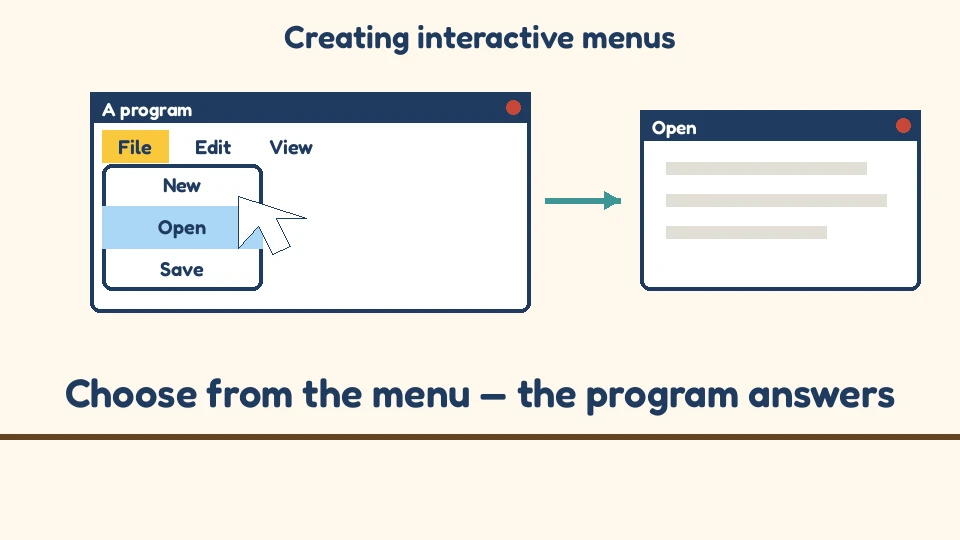 Creating interactive menus
A program
File Edit View
New
Open
Save
Open
Choose from the menu — the program answers